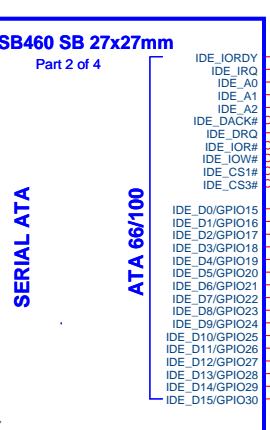 SB460 SB 27x27mm
Part 2 of 4
SERIAL ATA
ATA 66/100
IDE_IORDY
IDE_IRQ
IDE_A0
IDE_A1
IDE_A2
IDE_DACK#
IDE_DRQ
IDE_IOR#
IDE_IOW#
IDE_CS1#
IDE_CS3#
IDE_D0/GPIO15
IDE_D1/GPIO16
IDE_D2/GPIO17
IDE_D3/GPIO18
IDE_D4/GPIO19
IDE_D5/GPIO20
IDE_D6/GPIO21
IDE_D7/GPIO22
IDE_D8/GPIO23
IDE_D9/GPIO24
IDE_D10/GPIO25
IDE_D11/GPIO26
IDE_D12/GPIO27
IDE_D13/GPIO28
IDE_D14/GPIO29
IDE_D15/GPIO30